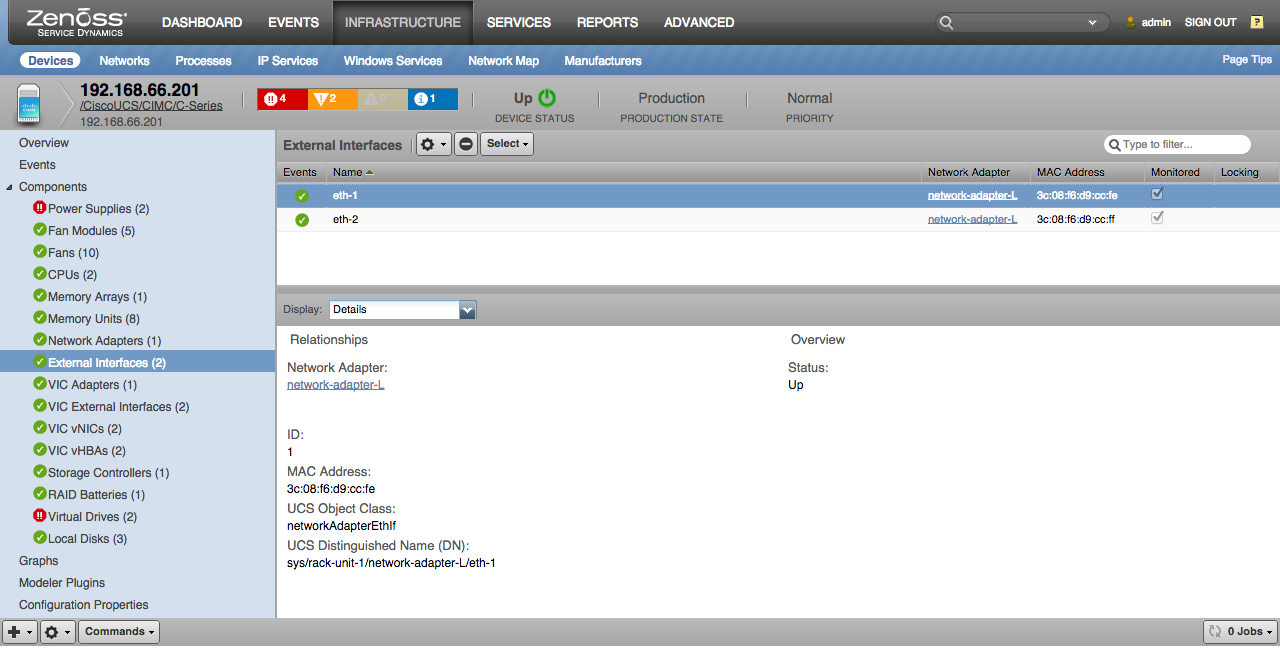 Zenoss
SERVICE DYNAMICS
DASHBOARD EVENTS INFRASTRUCTURE SERVICES REPORTS ADVANCED
admin SIGN OUT ?
Devices Networks Processes IP Services Windows Services Network Map Manufacturers Page Tips
192.168.66.201
/CiscoUCS/CIMC/C-Series
192.168.66.201
4 2 0 1
Up Production Normal
DEVICE STATUS PRODUCTION STATE PRIORITY
Overview
Events
Components
Power Supplies (2)
Fan Modules (5)
Fans (10)
CPUs (2)
Memory Arrays (1)
Memory Units (8)
Network Adapters (1)
External Interfaces (2)
VIC Adapters (1)
VIC External Interfaces (2)
VIC vNICs (2)
VIC vHBAs (2)
Storage Controllers (1)
RAID Batteries (1)
Virtual Drives (2)
Local Disks (3)
Graphs
Modeler Plugins
Configuration Properties
External Interfaces Select Type to filter...
Events Name Network Adapter MAC Address Monitored Locking
eth-1 network-adapter-L 3c:08:f6:d9:cc:fe
eth-2 network-adapter-L 3c:08:f6:d9:cc:ff
Display: Details
Relationships Overview
Network Adapter: Status:
network-adapter-L Up
ID:
1
MAC Address:
3c:08:f6:d9:cc:fe
UCS Object Class:
networkAdapterEthIf
UCS Distinguished Name (DN):
sys/rack-unit-1/network-adapter-L/eth-1
Commands 0 Jobs